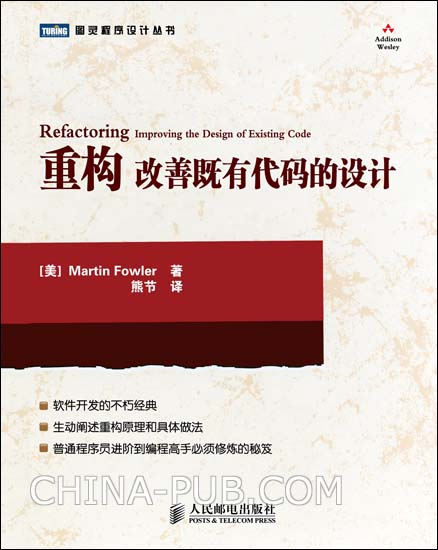 TURING 图灵程序设计丛书
Addison
Wesley
Refactoring Improving the Design of Existing Code
重构 改善既有代码的设计
[美] Martin Fowler 著
熊节 译
软件开发的不朽经典
生动阐述重构原理和具体做法
普通程序员进阶到编程高手必须修炼的秘笈
CHINA-PUB.COM
人民邮电出版社
POSTS & TELECOM PRESS